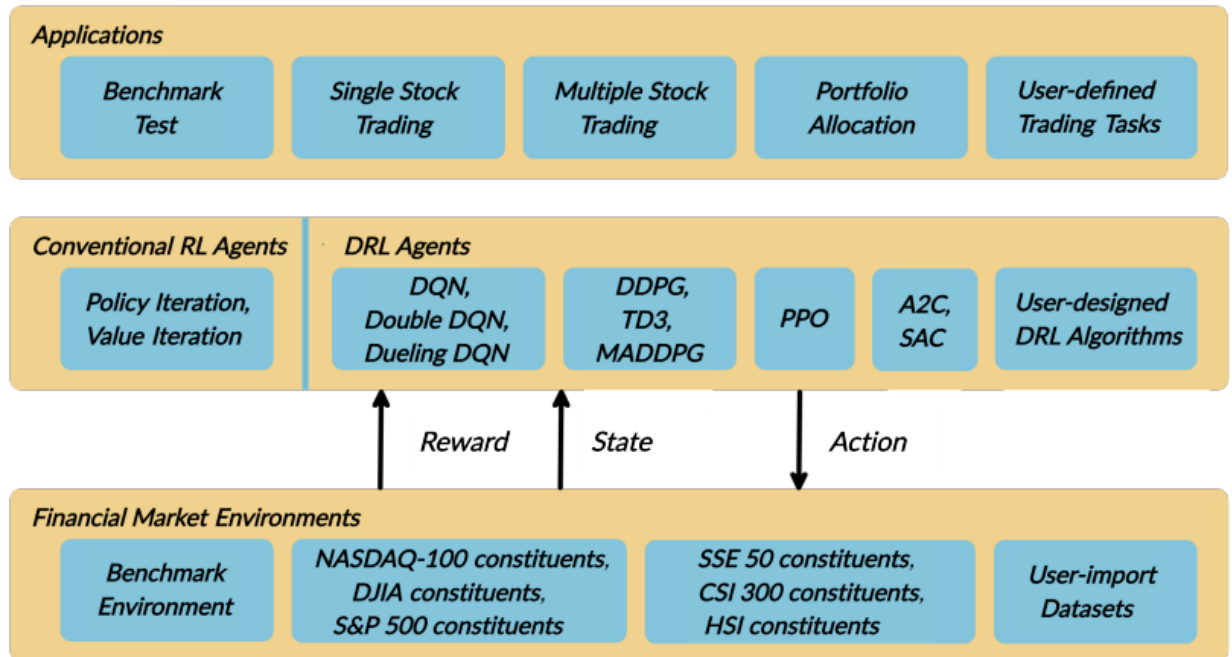 Applications
Benchmark
Test
Single Stock
Trading
Multiple Stock
Trading
Portfolio
Allocation
User-defined
Trading Tasks
Conventional RL Agents
Policy Iteration,
Value Iteration
DRL Agents
DQN,
Double DQN,
Dueling DQN
DDPG,
TD3,
MADDPG
PPO
A2C,
SAC
User-designed
DRL Algorithms
Reward
State
Action
Financial Market Environments
Benchmark
Environment
NASDAQ-100 constituents,
DJIA constituents,
S&P 500 constituents
SSE 50 constituents,
CSI 300 constituents,
HSI constituents
User-import
Datasets